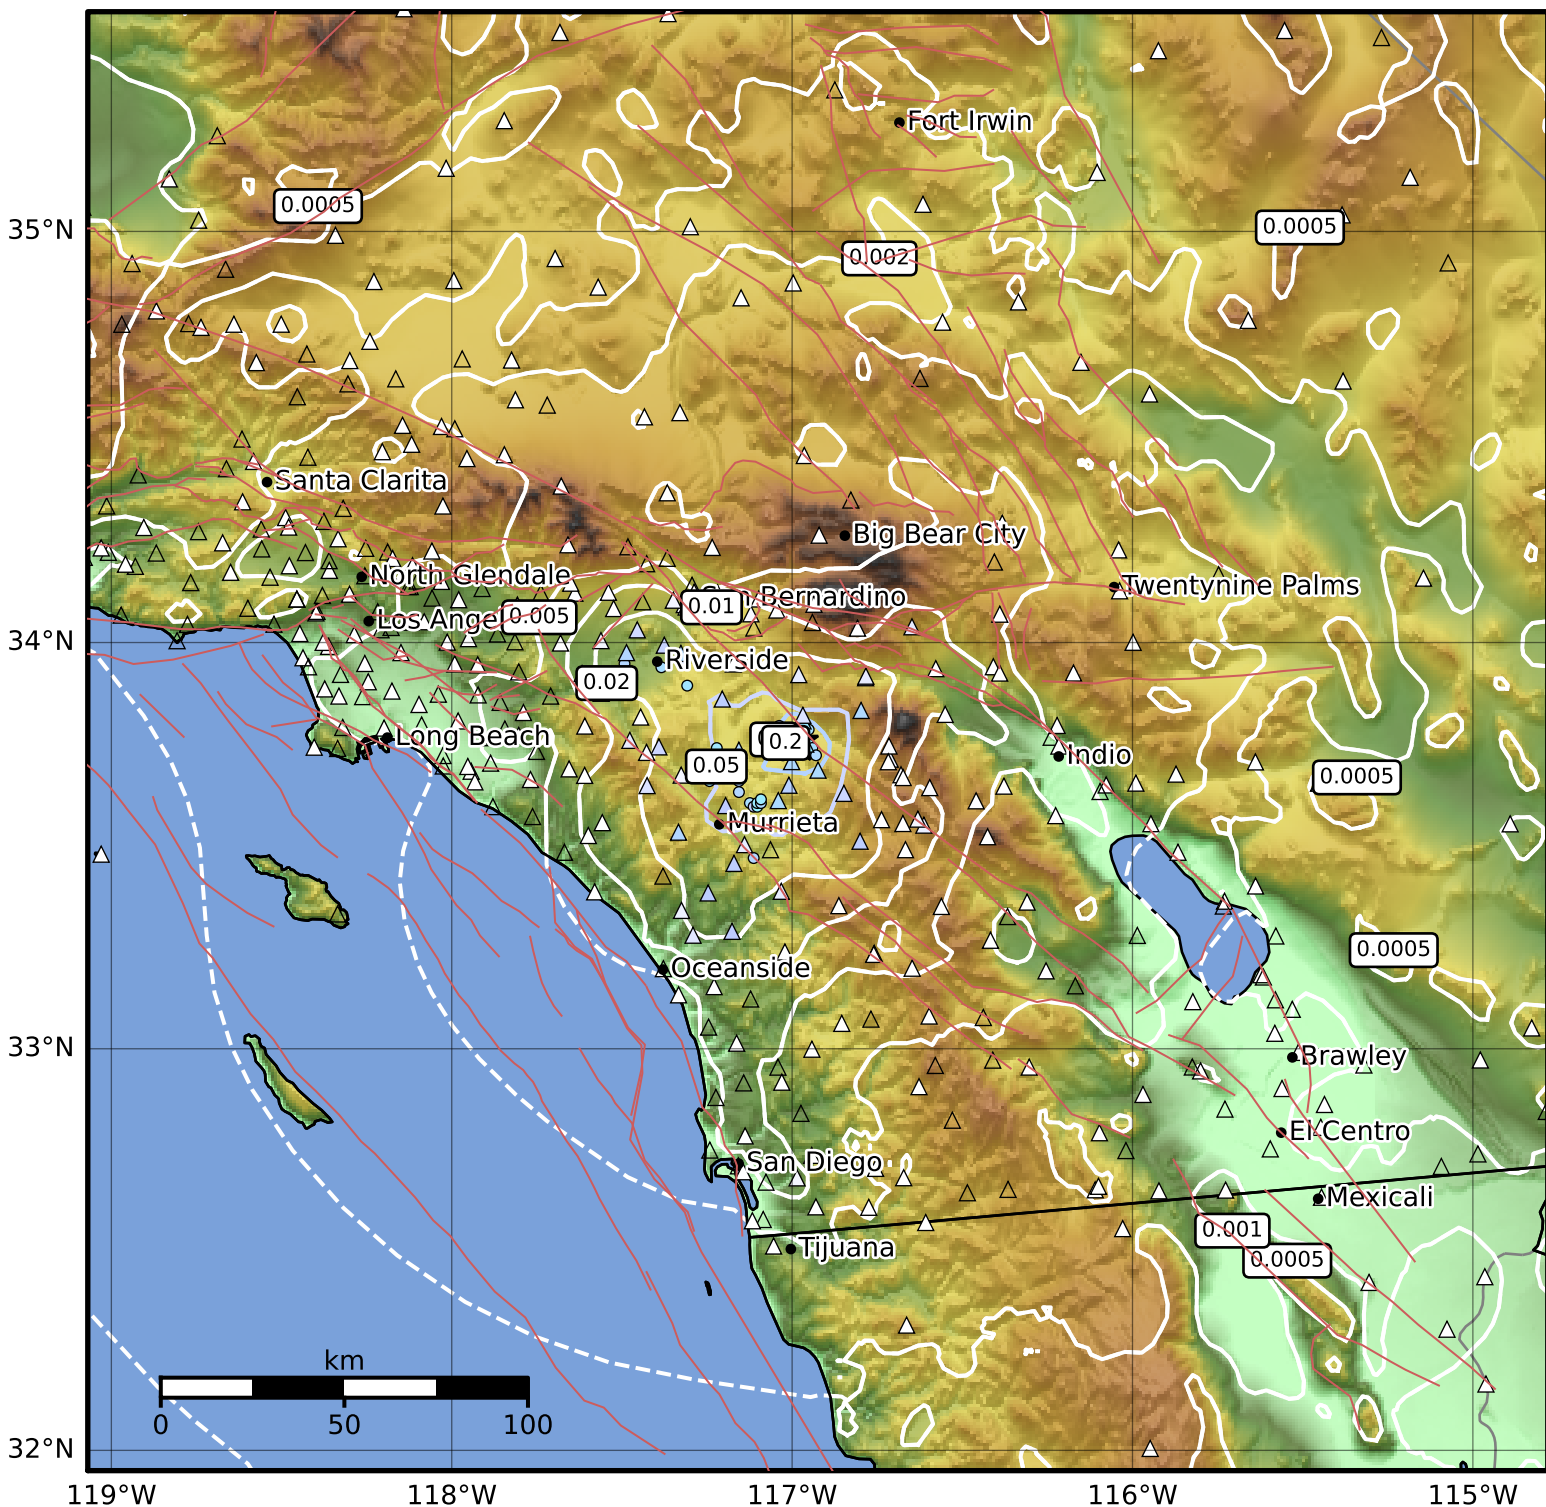 Fort Irwin
0.0005
35°N
0.0005
0.002
Santa Clarita
Big Bear City
North Glendale
Twentynine Palms
San Bernardino
0.01
Los Angel
0.005
34°N
Riverside
0.02
Long Beach
0.2
Indio
0.05
0.0005
Murrieta
0.0005
Oceanside
33°N
Brawley
El Centro
San Diego
Mexicali
0.001
Tijuana
0.0005
km
0
50
100
32°N
119°W
118°W
117°W
116°W
115°W